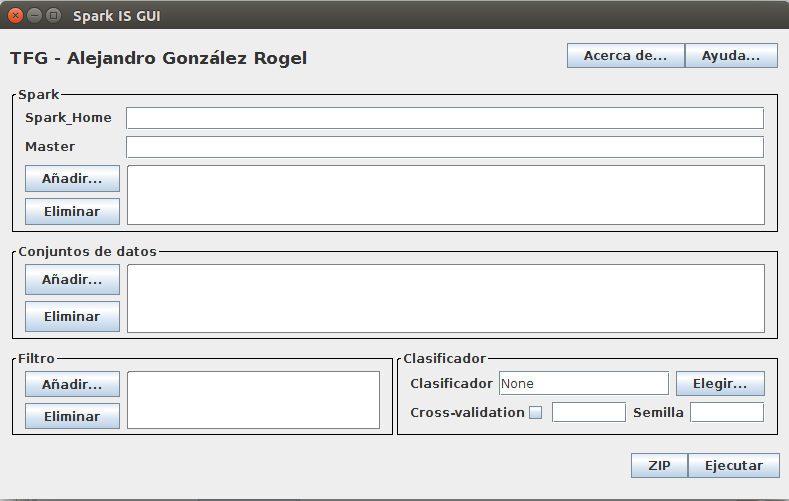 Spark IS GUI
TFG - Alejandro González Rogel
Acerca de...
Ayuda...
Spark
Spark_Home
Master
Añadir...
Eliminar
Conjuntos de datos
Añadir...
Eliminar
Filtro
Añadir...
Eliminar
Clasificador
Clasificador None Elegir...
Cross-validation Semilla
ZIP Ejecutar